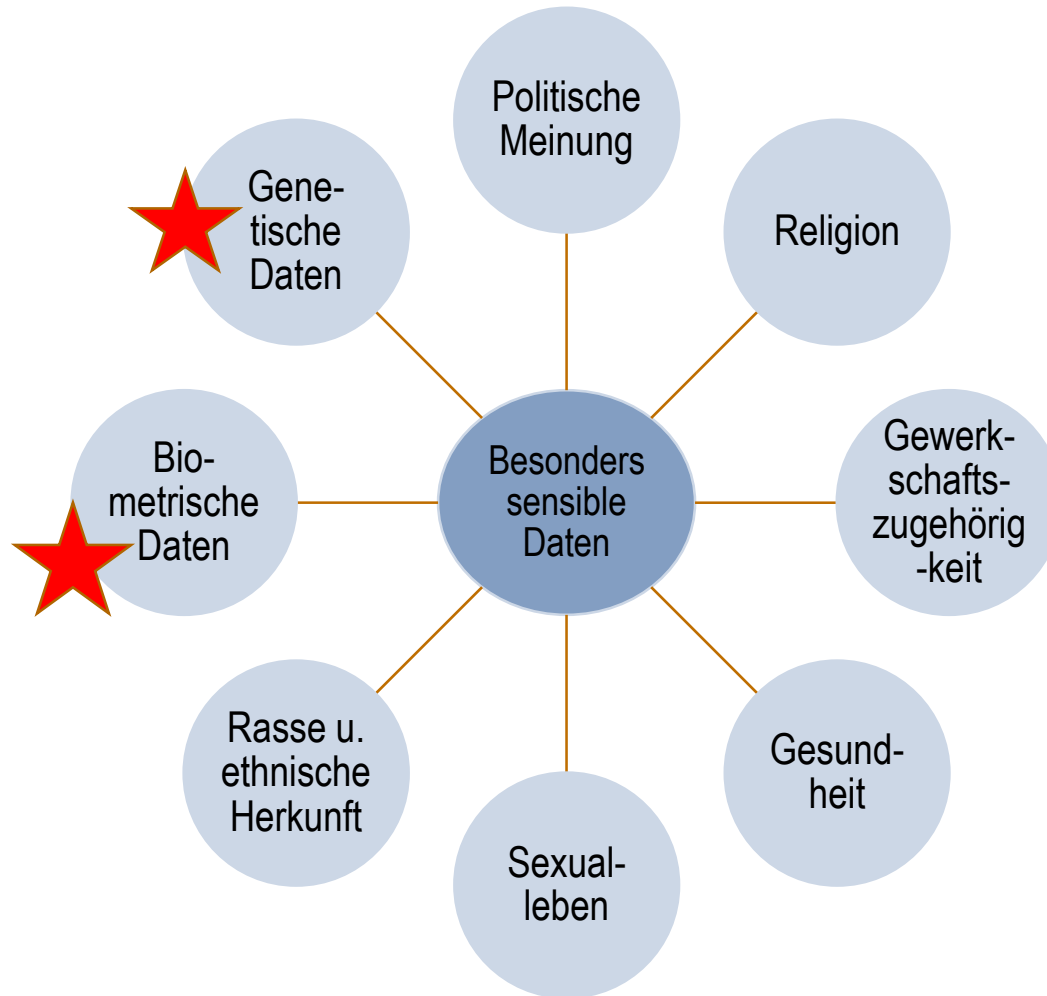 Politische
Meinung
Gene-
tische
Daten
Religion
Bio-
metrische
Daten
Besonders
sensible
Daten
Gewerk-
schafts-
zugehörig
-keit
Rasse u.
ethnische
Herkunft
Gesund-
heit
Sexual-
leben